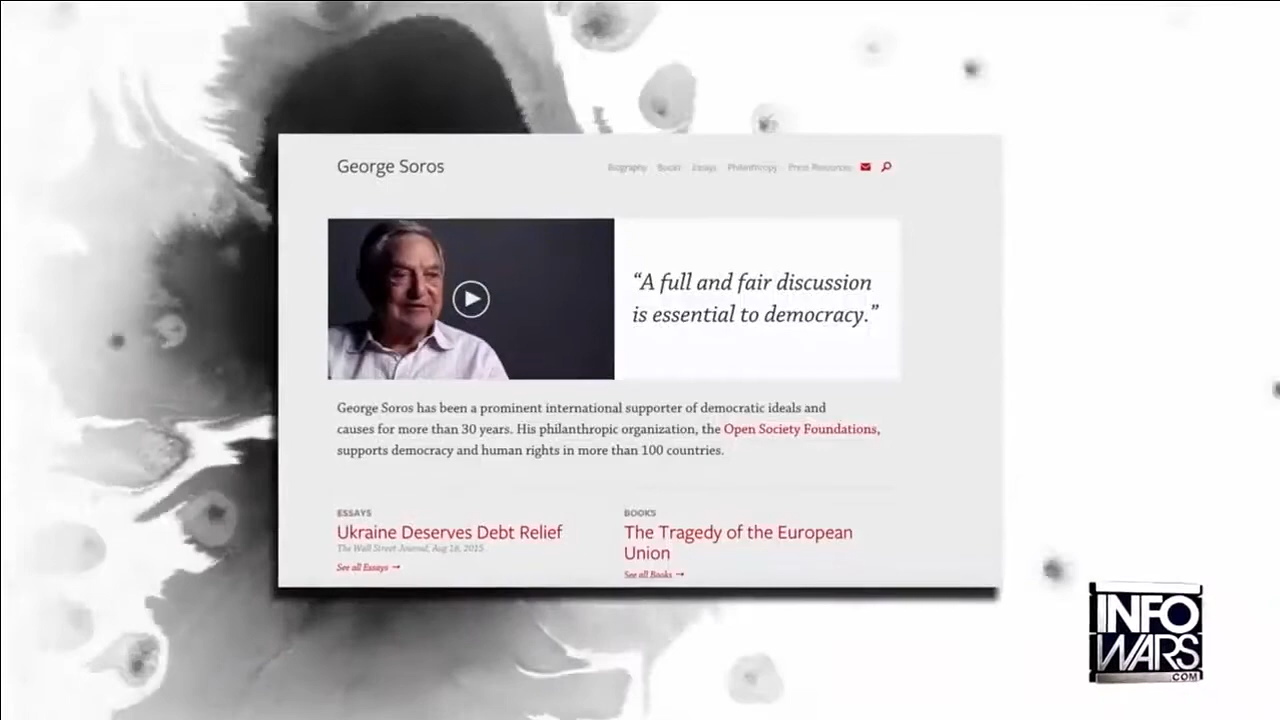 George Soros
Biography Books Essays Philanthropy Press Resources
“A full and fair discussion
is essential to democracy.”
George Soros has been a prominent international supporter of democratic ideals and
causes for more than 30 years. His philanthropic organization, the Open Society Foundations,
supports democracy and human rights in more than 100 countries.
ESSAYS
Ukraine Deserves Debt Relief
The Wall Street Journal, Aug 18, 2015
See all Essays →
BOOKS
The Tragedy of the European
Union
See all Books →
INFO
WARS
.COM